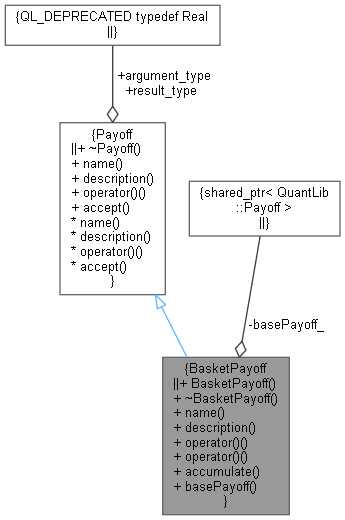 {QL_DEPRECATED typedef Real
||}
+argument_type
+result_type
{Payoff
||+ ~Payoff()
+ name()
+ description()
+ operator()()
+ accept()
* name()
* description()
* operator()()
* accept()
}
{shared_ptr< QuantLib
::Payoff >
||}
-basePayoff_
{BasketPayoff
||+ BasketPayoff()
+ ~BasketPayoff()
+ name()
+ description()
+ operator()()
+ operator()()
+ accumulate()
+ basePayoff()
}